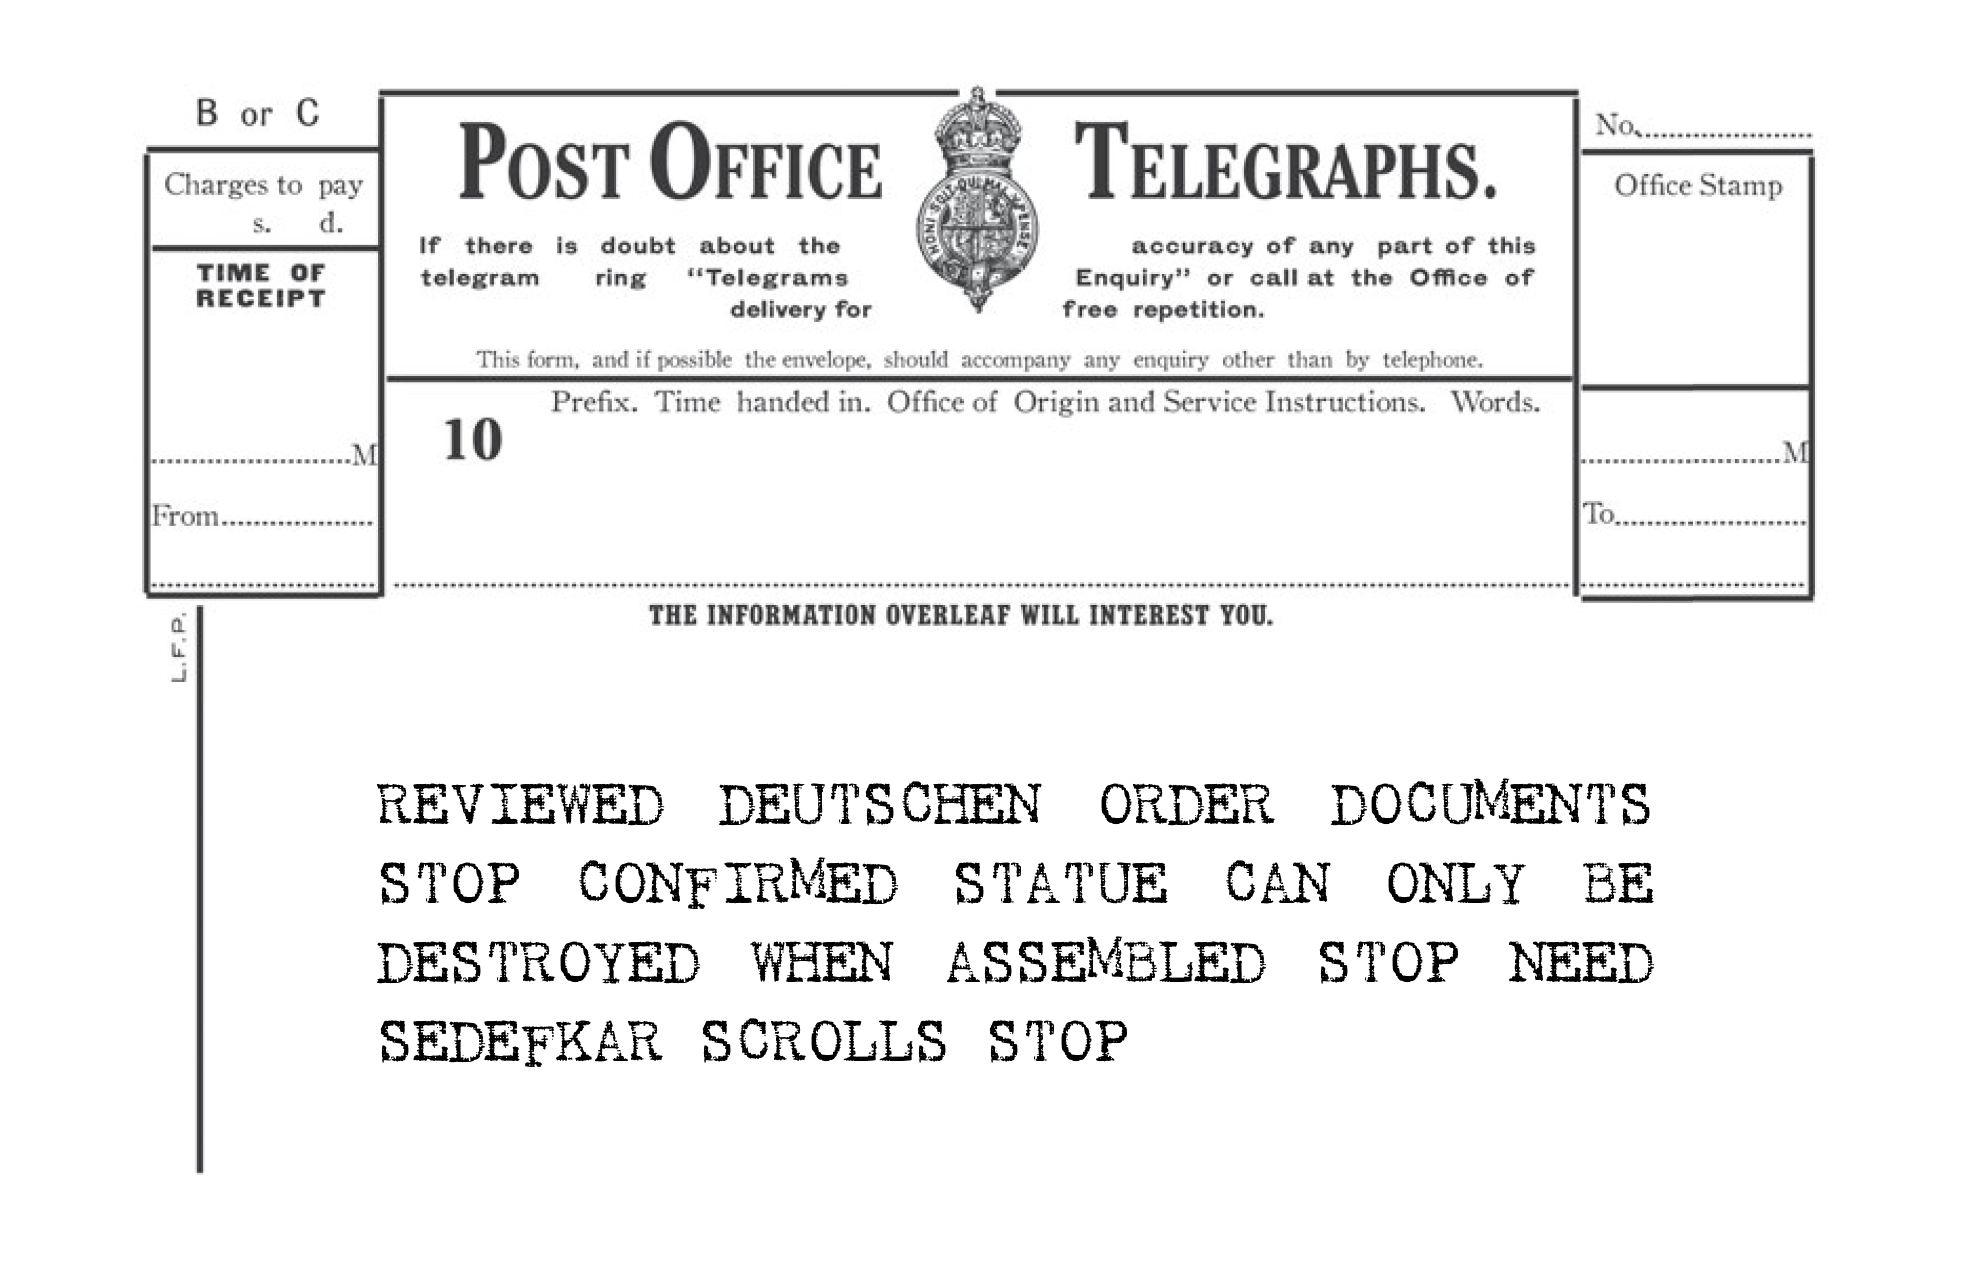 B or C
POST OFFICE TELEGRAPHS.
No.
Charges to pay
s. d.
Office Stamp
HONI SOIT QUI MAL Y PENSE
If there is doubt about the accuracy of any part of this
telegram ring "Telegrams Enquiry" or call at the Office of
delivery for free repetition.
TIME OF
RECEIPT
This form, and if possible the envelope, should accompany any enquiry other than by telephone.
Prefix. Time handed in. Office of Origin and Service Instructions. Words.
10
M
M
From
To
THE INFORMATION OVERLEAF WILL INTEREST YOU.
L.F.P.
REVIEWED DEUTSCHEN ORDER DOCUMENTS
STOP CONFIRMED STATUE CAN ONLY BE
DESTROYED WHEN ASSEMBLED STOP NEED
SEDEFKAR SCROLLS STOP